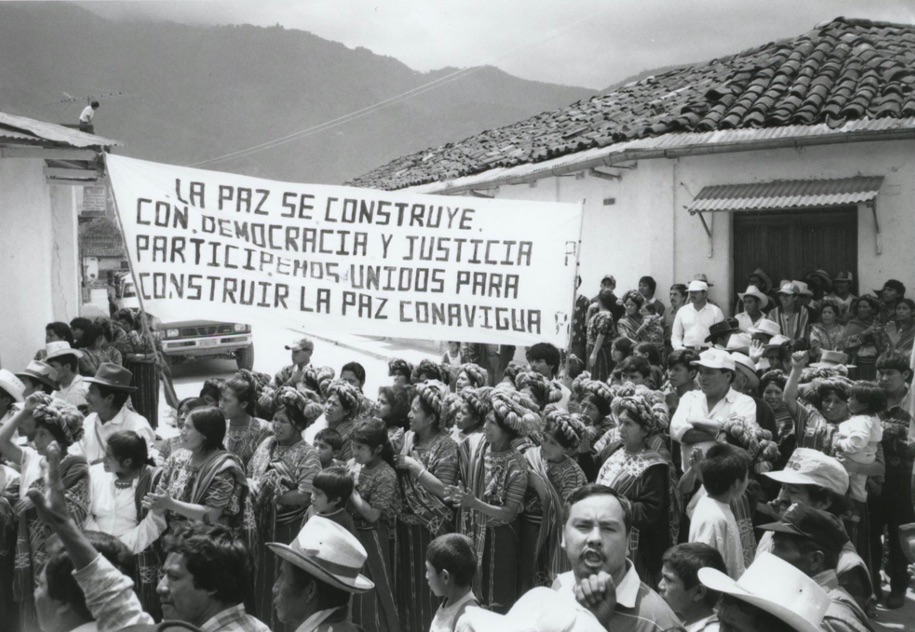 LA PAZ SE CONSTRUYE.
CON DEMOCRACIA Y JUSTICIA
PARTICIPEMOS UNIDOS PARA
CONSTRUIR LA PAZ CONAVIGUA